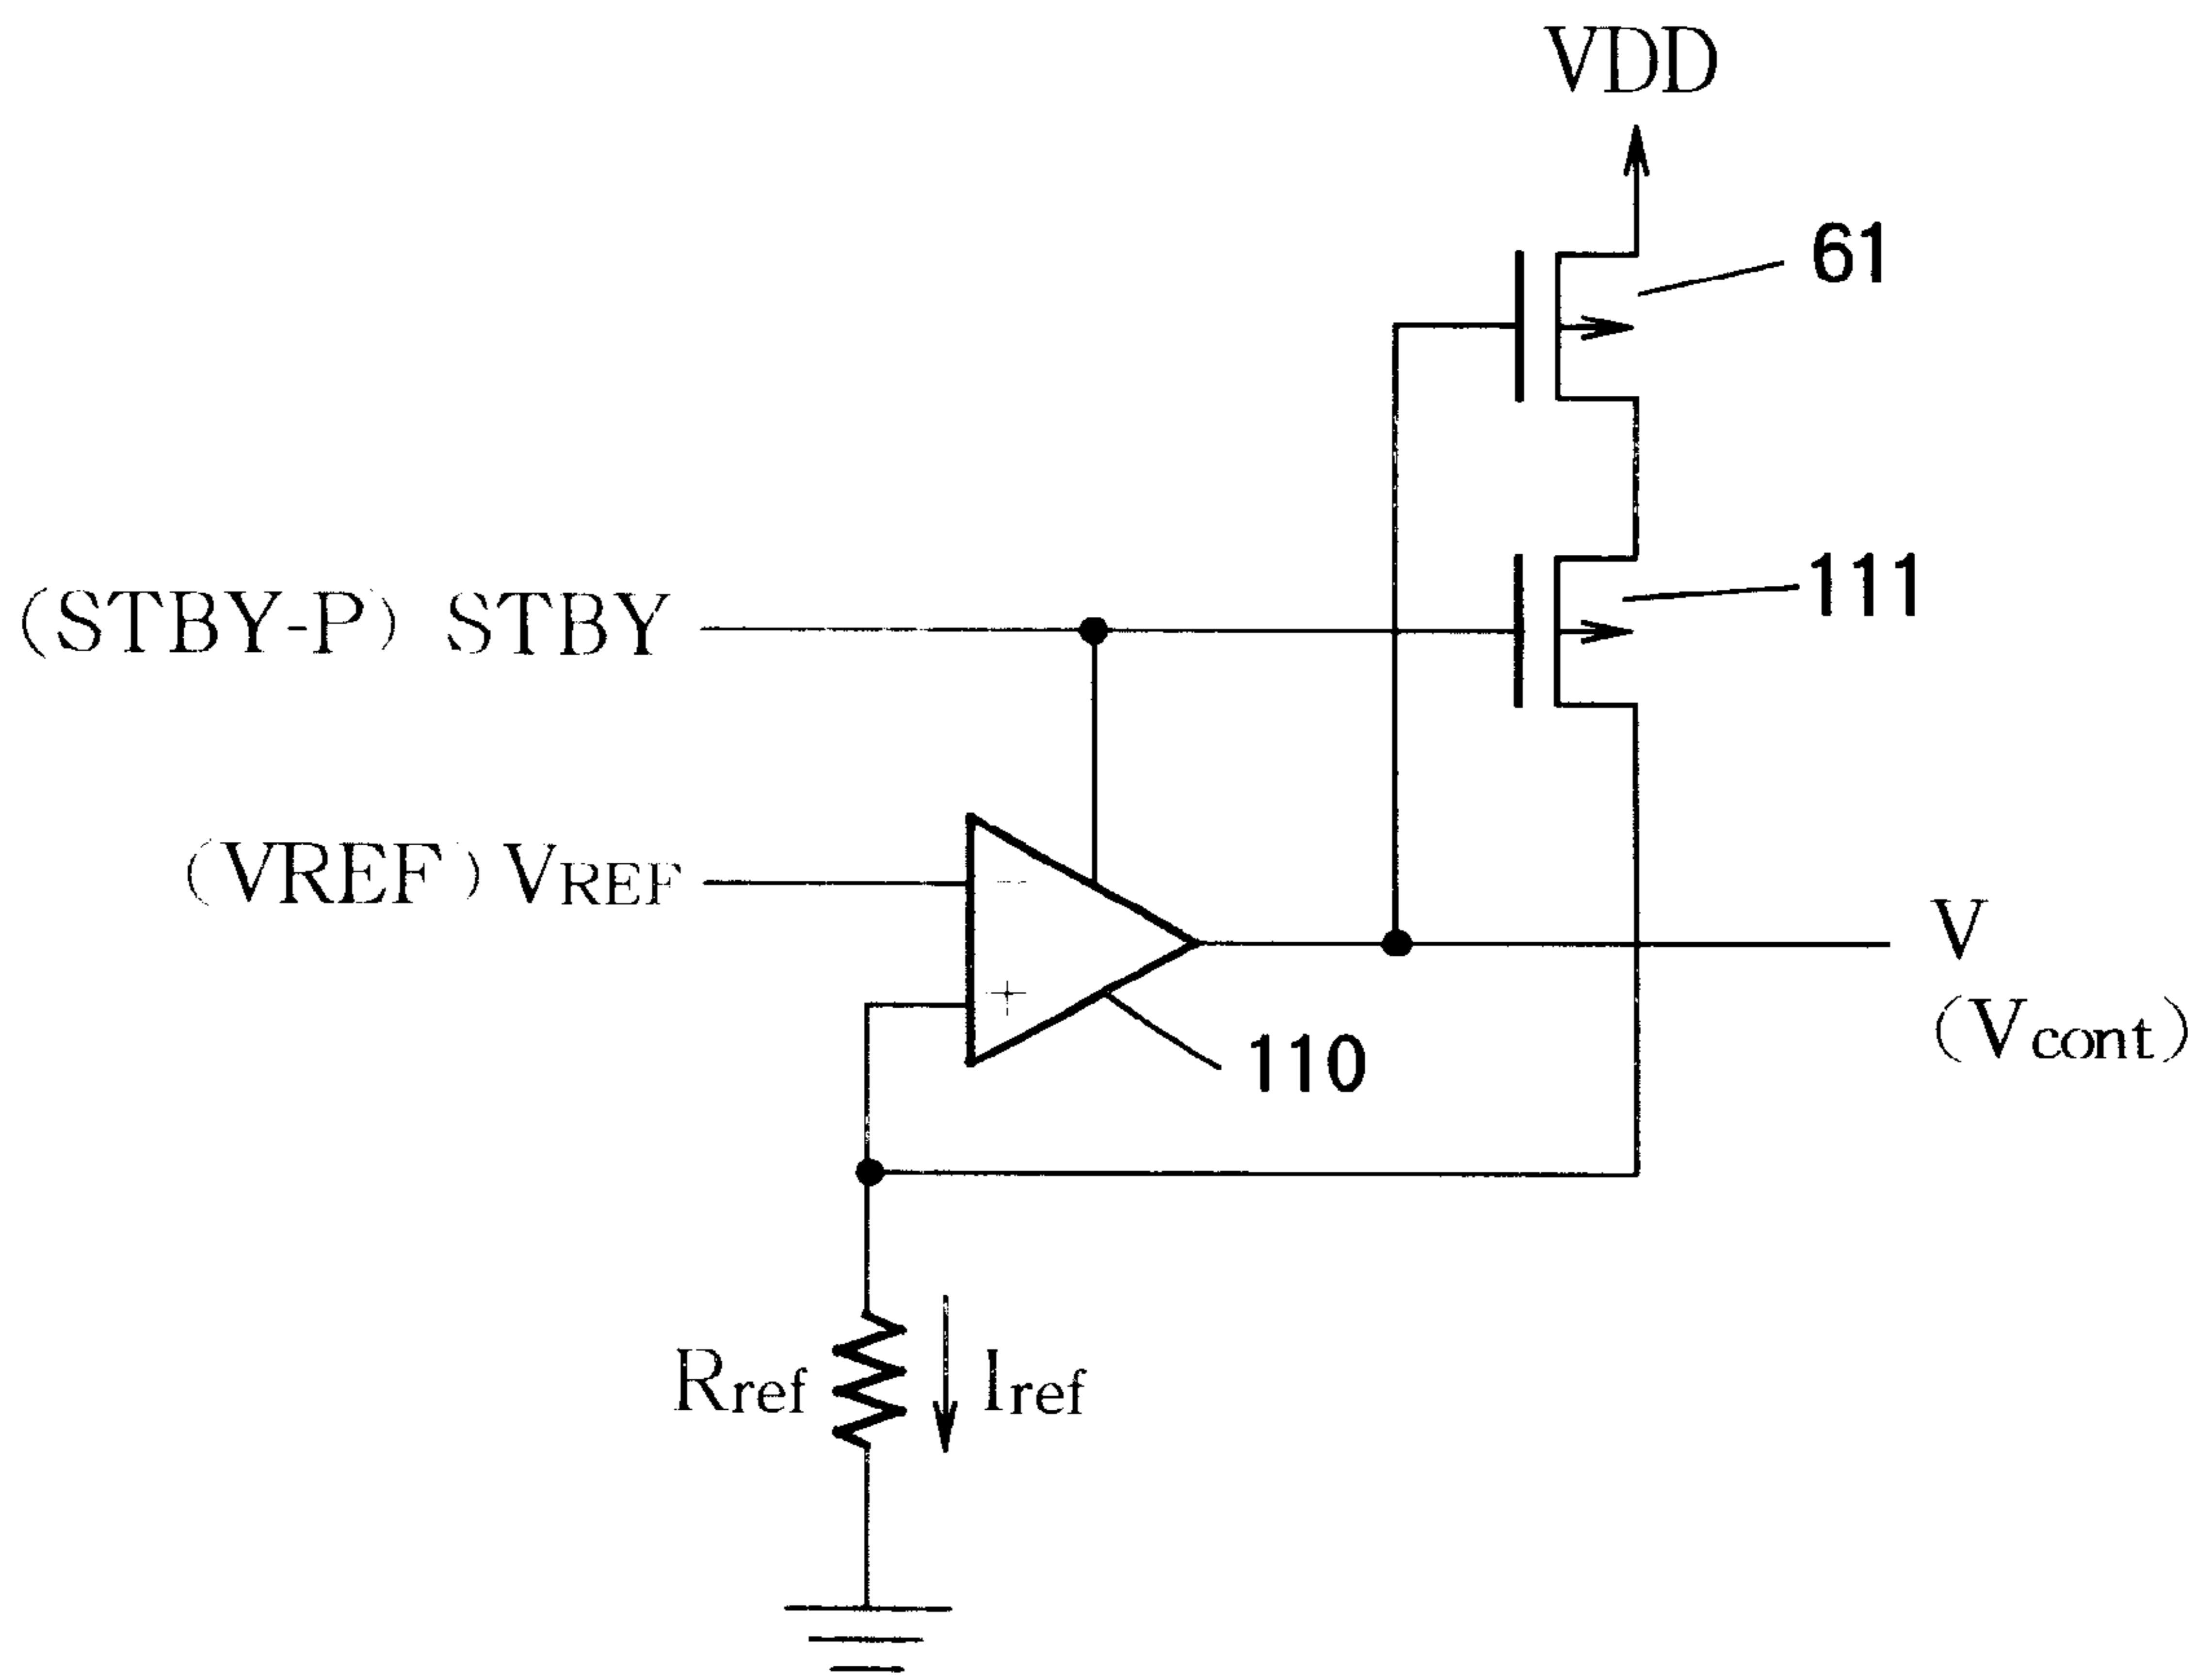 VDD
61
(STBY-P) STBY
111
(VREF) VREF
−
+
V
(Vcont)
110
Rref
Iref